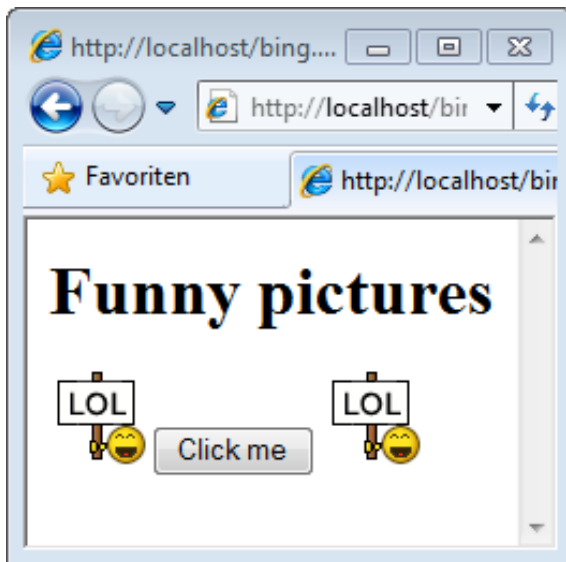 http://localhost/bing....
http://localhost/bir
Favoriten
http://localhost/bir
Funny pictures
LOL
LOL
Click me